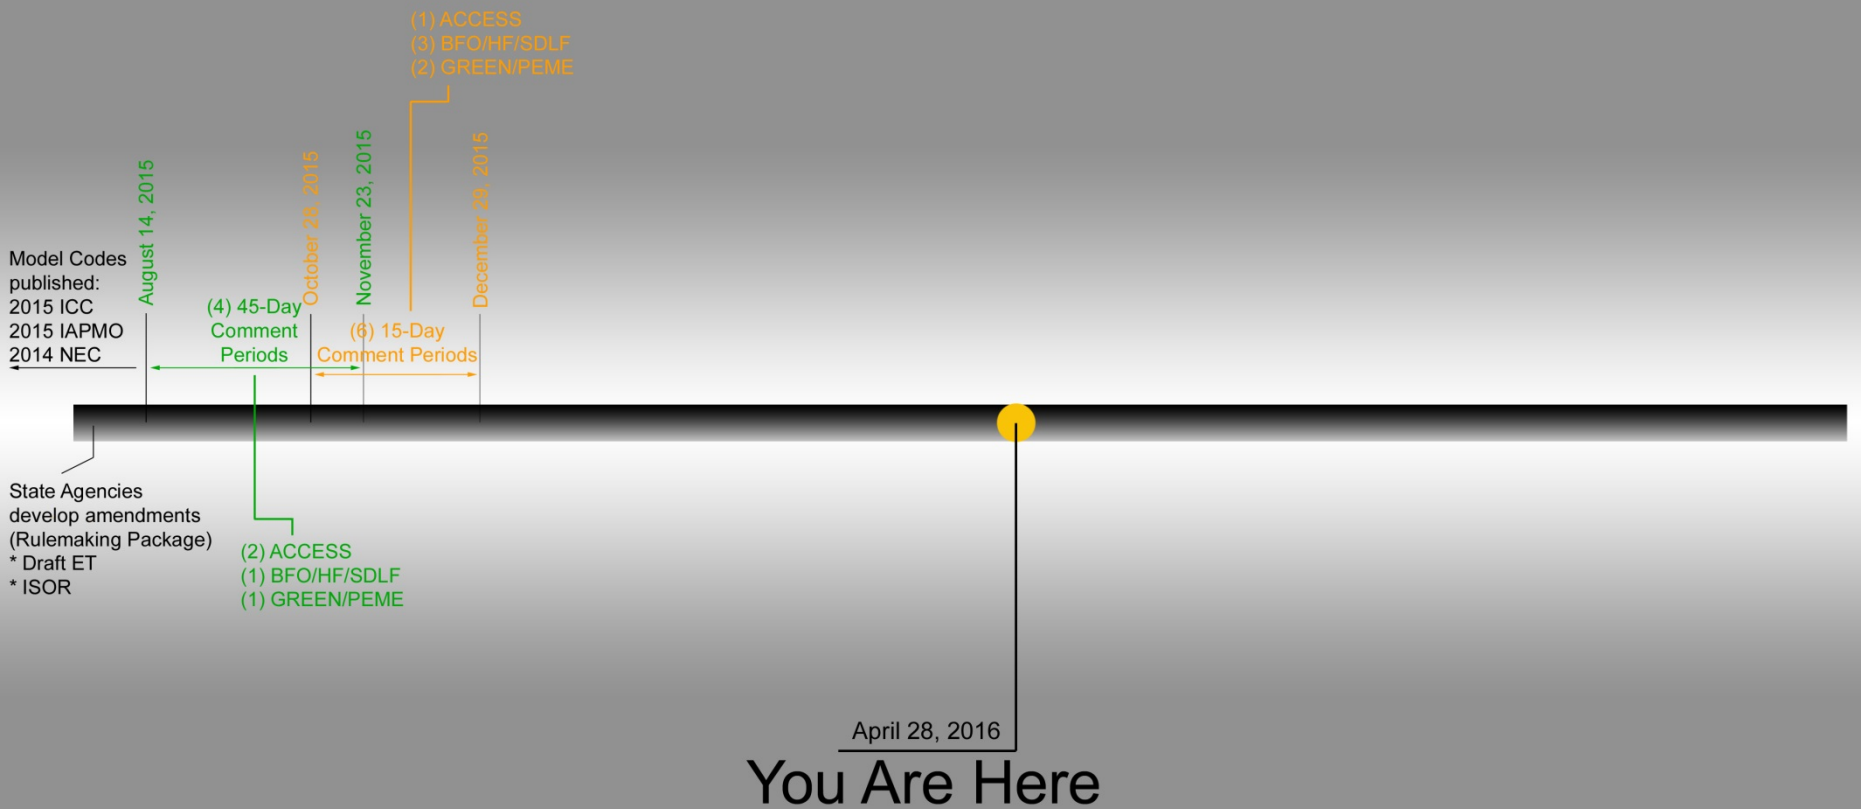 (1) ACCESS
(3) BFO/HF/SDLF
(2) GREEN/PEME
August 14, 2015
October 28, 2015
November 23, 2015
December 29, 2015
Model Codes
published:
2015 ICC
2015 IAPMO
2014 NEC
(4) 45-Day
Comment
Periods
(6) 15-Day
Comment Periods
State Agencies
develop amendments
(Rulemaking Package)
* Draft ET
* ISOR
(2) ACCESS
(1) BFO/HF/SDLF
(1) GREEN/PEME
April 28, 2016
You Are Here